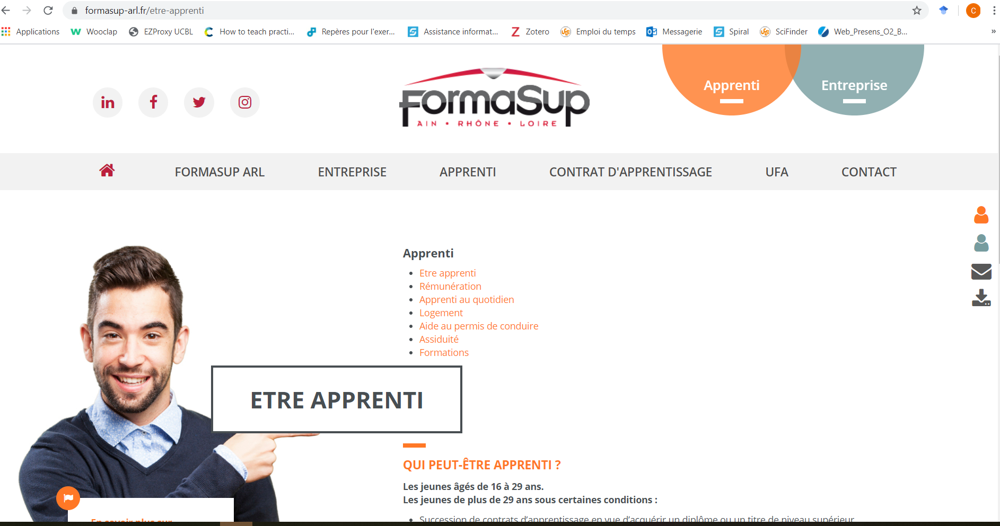 formasup-arl.fr/etre-apprenti
C
Applications
Wooclap
EZProxy UCBL
How to teach practi...
Repères pour l'exer...
Assistance informat...
Zotero
Emploi du temps
Messagerie
Spiral
SciFinder
Web_Presens_O2_B...
»
Apprenti
Entreprise
FormaSup
AIN • RHÔNE • LOIRE
FORMASUP ARL
ENTREPRISE
APPRENTI
CONTRAT D'APPRENTISSAGE
UFA
CONTACT
Apprenti
Etre apprenti
Rémunération
Apprenti au quotidien
Logement
Aide au permis de conduire
Assiduité
Formations
ETRE APPRENTI
QUI PEUT-ÊTRE APPRENTI ?
Les jeunes âgés de 16 à 29 ans.
Les jeunes de plus de 29 ans sous certaines conditions :
Succession de contrats d’apprentissage en vue d’acquérir un diplôme ou un titre de niveau supérieur
En savoir plus sur